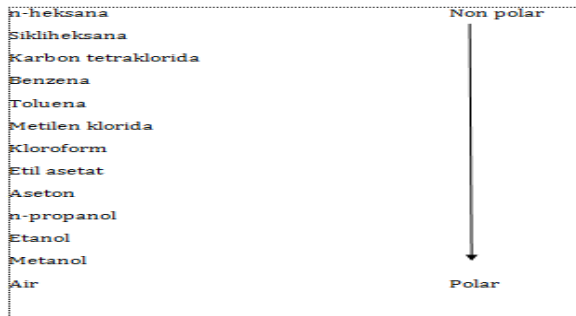 n-heksana Non polar
Sikliheksana
Karbon tetraklorida
Benzena
Toluena
Metilen klorida
Kloroform
Etil asetat
Aseton
n-propanol
Etanol
Metanol
Air Polar